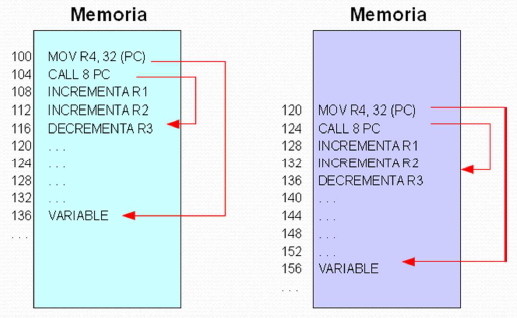 Memoria
100 MOV R4, 32 (PC)
104 CALL 8 PC
108 INCREMENTA R1
112 INCREMENTA R2
116 DECREMENTA R3
120 . . .
124 . . .
128 . . .
132 . . .
136 VARIABLE
. . .
Memoria
120 MOV R4, 32 (PC)
124 CALL 8 PC
128 INCREMENTA R1
132 INCREMENTA R2
136 DECREMENTA R3
140 . . .
144 . . .
148 . . .
152 . . .
156 VARIABLE
. . .